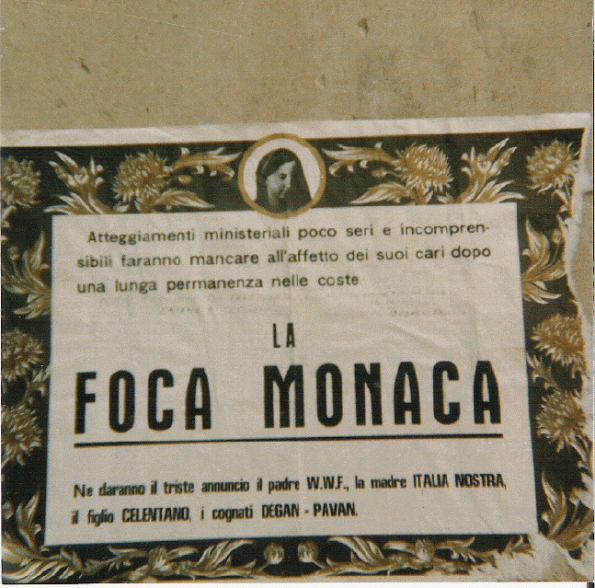 Atteggiamenti ministeriali poco seri e incompren-
sibili faranno mancare all'affetto dei suoi cari dopo
una lunga permanenza nelle coste
LA
FOCA MONACA
Ne daranno il triste annuncio il padre W.W.F., la madre ITALIA NOSTRA,
il figlio CELENTANO, i cognati DEGAN - PAVAN.